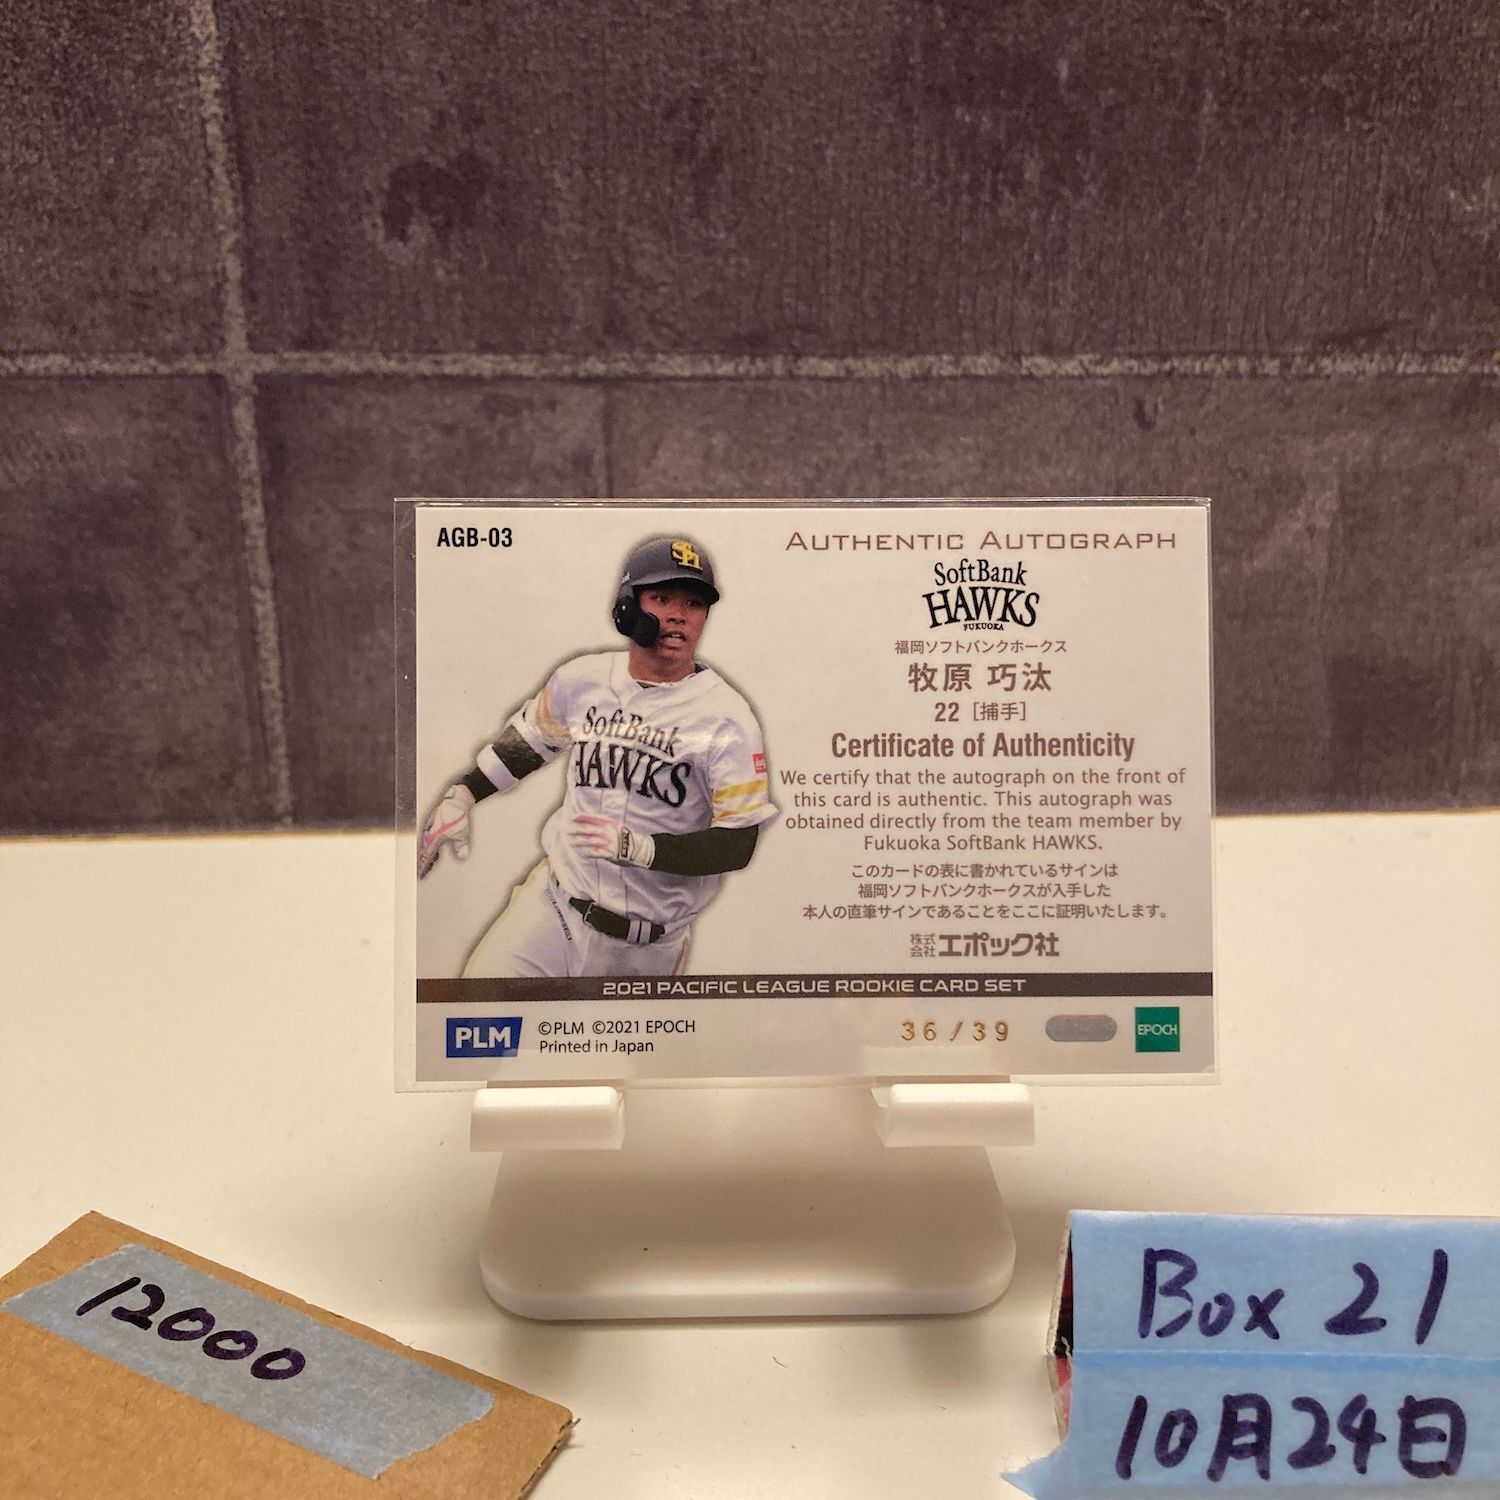 AGB-03
AUTHENTIC AUTOGRAPH
SoftBank
HAWKS
FUKUOKA
福岡ソフトバンクホークス
牧原 巧汰
22 [捕手]
Certificate of Authenticity
We certify that the autograph on the front of
this card is authentic. This autograph was
obtained directly from the team member by
Fukuoka SoftBank HAWKS.
このカードの表に書かれているサインは
福岡ソフトバンクホークスが入手した
本人の直筆サインであることをここに証明いたします。
株式会社エポック社
SH
SoftBank
HAWKS
2021 PACIFIC LEAGUE ROOKIE CARD SET
PLM
©PLM ©2021 EPOCH
Printed in Japan
36/39
EPOCH
12000
Box 21
10月24日